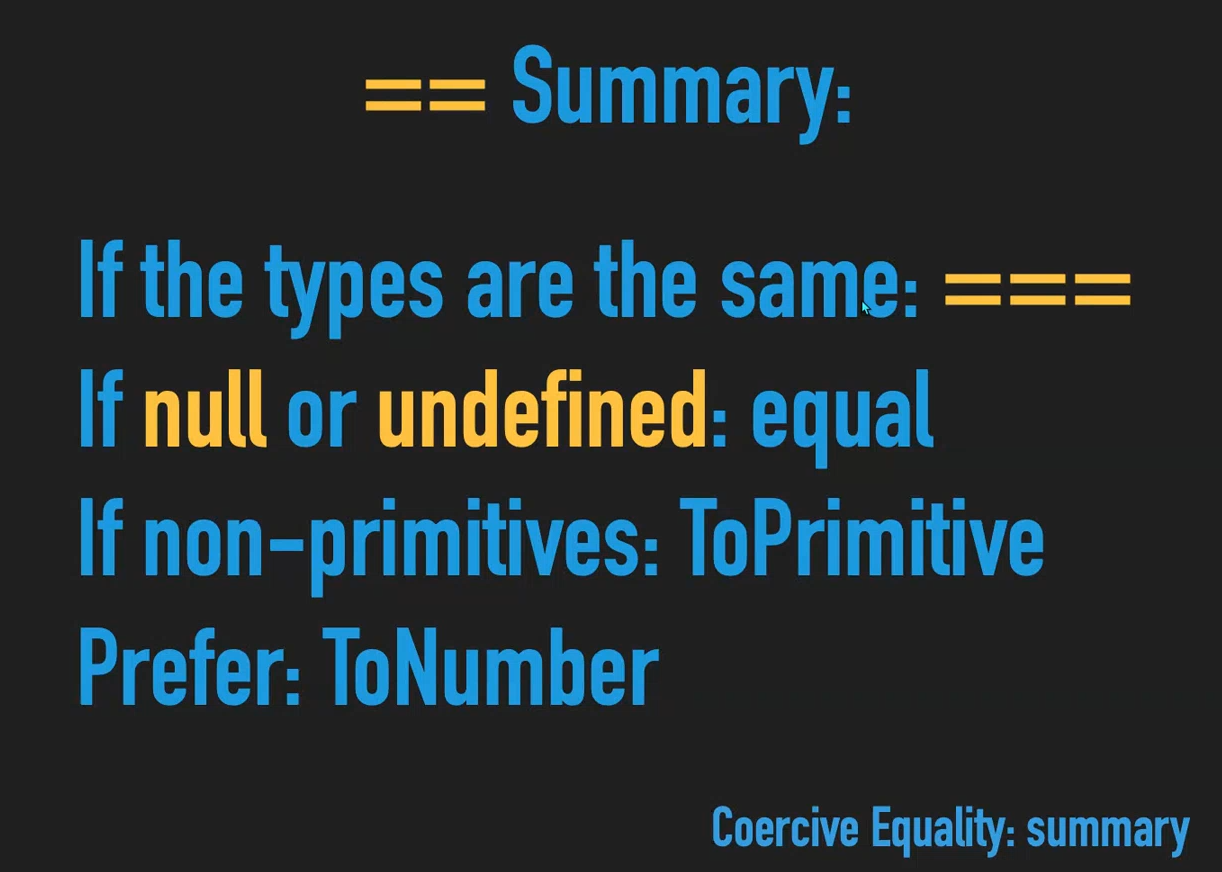 == Summary:
If the types are the same: ===
If null or undefined: equal
If non-primitives: ToPrimitive
Prefer: ToNumber
Coercive Equality: summary